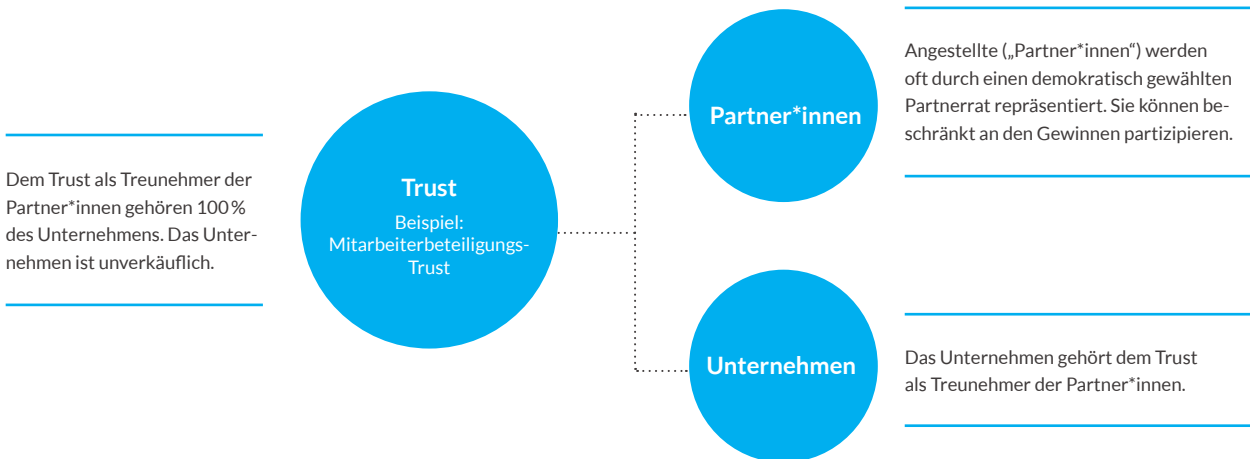 Dem Trust als Treunehmer der
Partner*innen gehören 100 %
des Unternehmens. Das Unter-
nehmen ist unverkäuflich.
Trust
Beispiel:
Mitarbeiterbeteiligungs-
Trust
Partner*innen
Angestellte („Partner*innen“) werden
oft durch einen demokratisch gewählten
Partnerrat repräsentiert. Sie können be-
schränkt an den Gewinnen partizipieren.
Unternehmen
Das Unternehmen gehört dem Trust
als Treunehmer der Partner*innen.